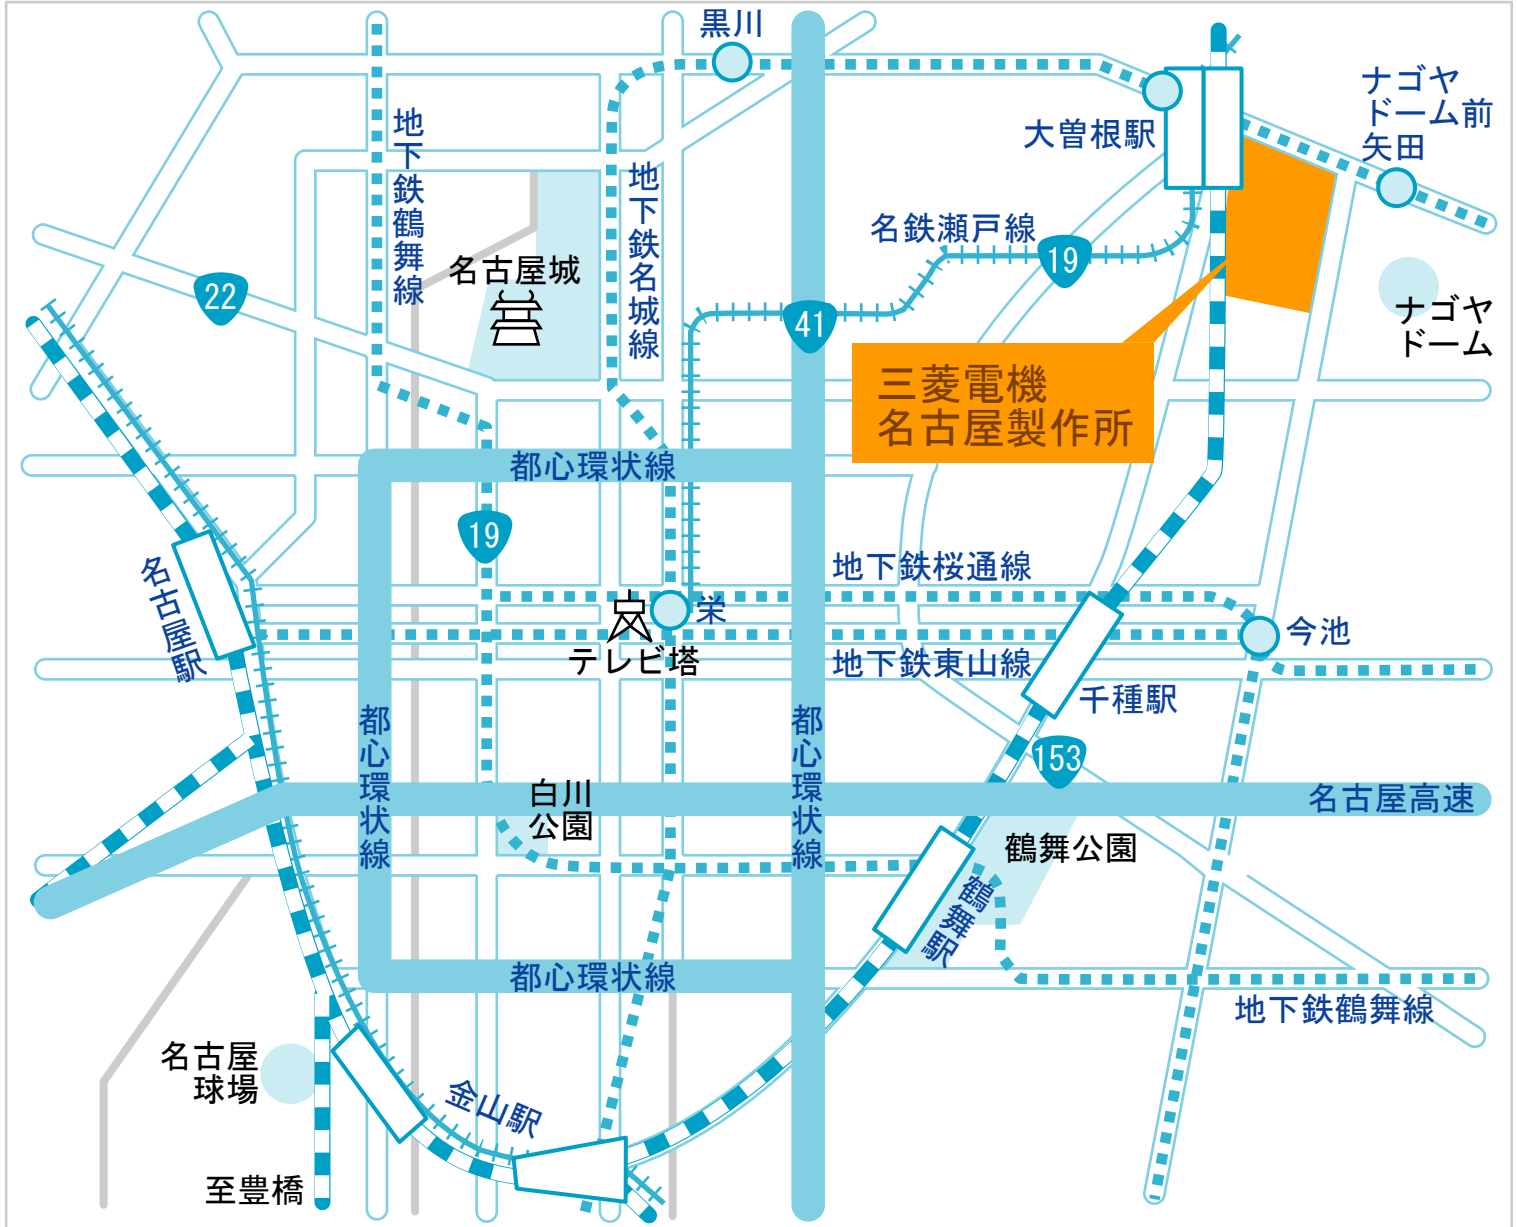 黒川
ナゴヤ
ドーム前
矢田
大曽根駅
地下鉄鶴舞線
地下鉄名城線
名鉄瀬戸線
19
名古屋城
22
41
ナゴヤ
ドーム
三菱電機
名古屋製作所
都心環状線
19
地下鉄桜通線
名古屋駅
栄
今池
テレビ塔
地下鉄東山線
千種駅
都心環状線
都心環状線
153
白川
公園
名古屋高速
鶴舞公園
鶴舞駅
都心環状線
地下鉄鶴舞線
名古屋
球場
金山駅
至豊橋